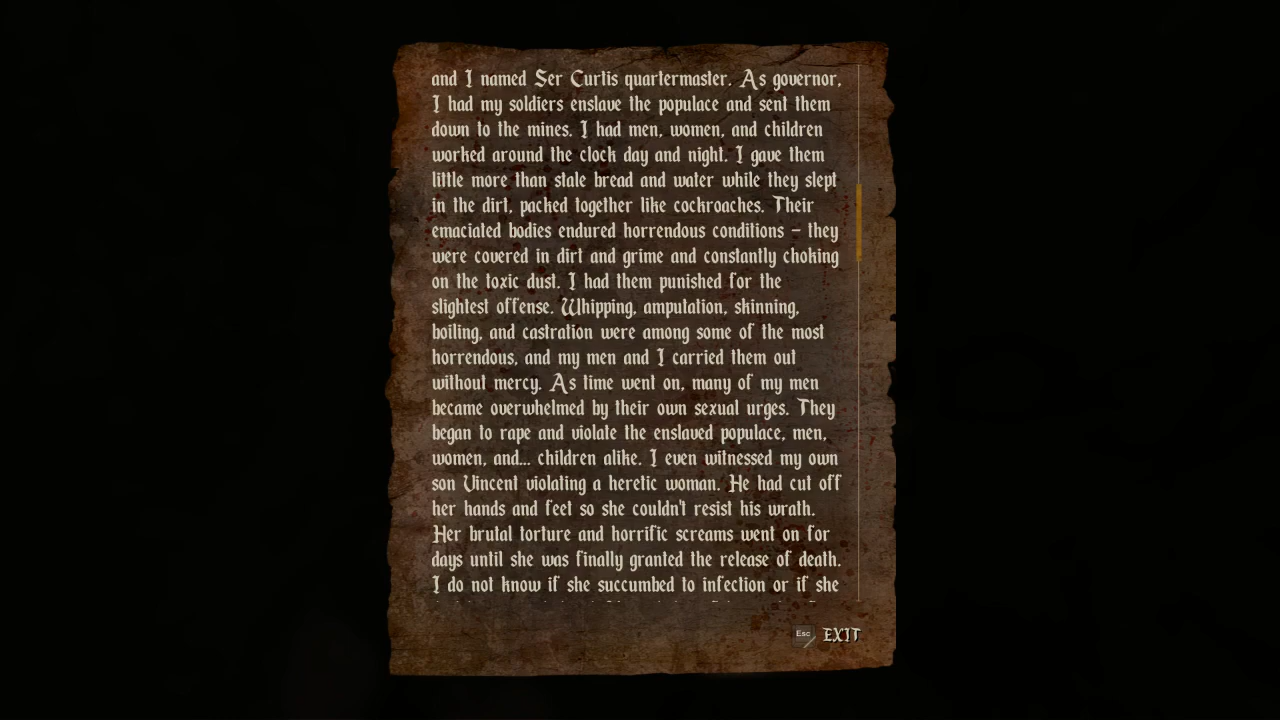 and I named Ser Curtis quartermaster. As governor,
I had my soldiers enslave the populace and sent them
down to the mines. I had men, women, and children
worked around the clock day and night. I gave them
little more than stale bread and water while they slept
in the dirt, packed together like cockroaches. Their
emaciated bodies endured horrendous conditions – they
were covered in dirt and grime and constantly choking
on the toxic dust. I had them punished for the
slightest offense. Whipping, amputation, skinning,
boiling, and castration were among some of the most
horrendous, and my men and I carried them out
without mercy. As time went on, many of my men
became overwhelmed by their own sexual urges. They
began to rape and violate the enslaved populace, men,
women, and... children alike. I even witnessed my own
son Vincent violating a heretic woman. He had cut off
her hands and feet so she couldn't resist his wrath.
Her brutal torture and horrific screams went on for
days until she was finally granted the release of death.
I do not know if she succumbed to infection or if she
Esc EXIT